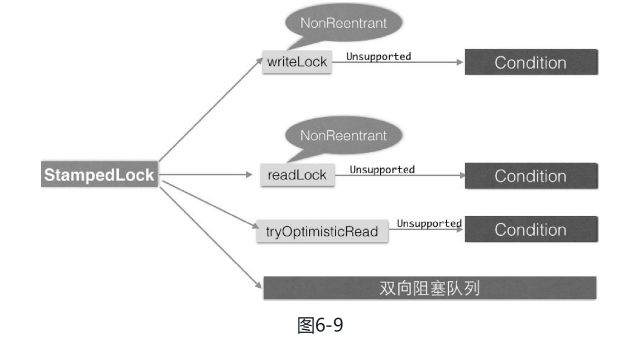 NonReentrant
writeLock
Unsupported
Condition
NonReentrant
StampedLock
readLock
Unsupported
Condition
tryOptimisticRead
Unsupported
Condition
双向阻塞队列
图6-9